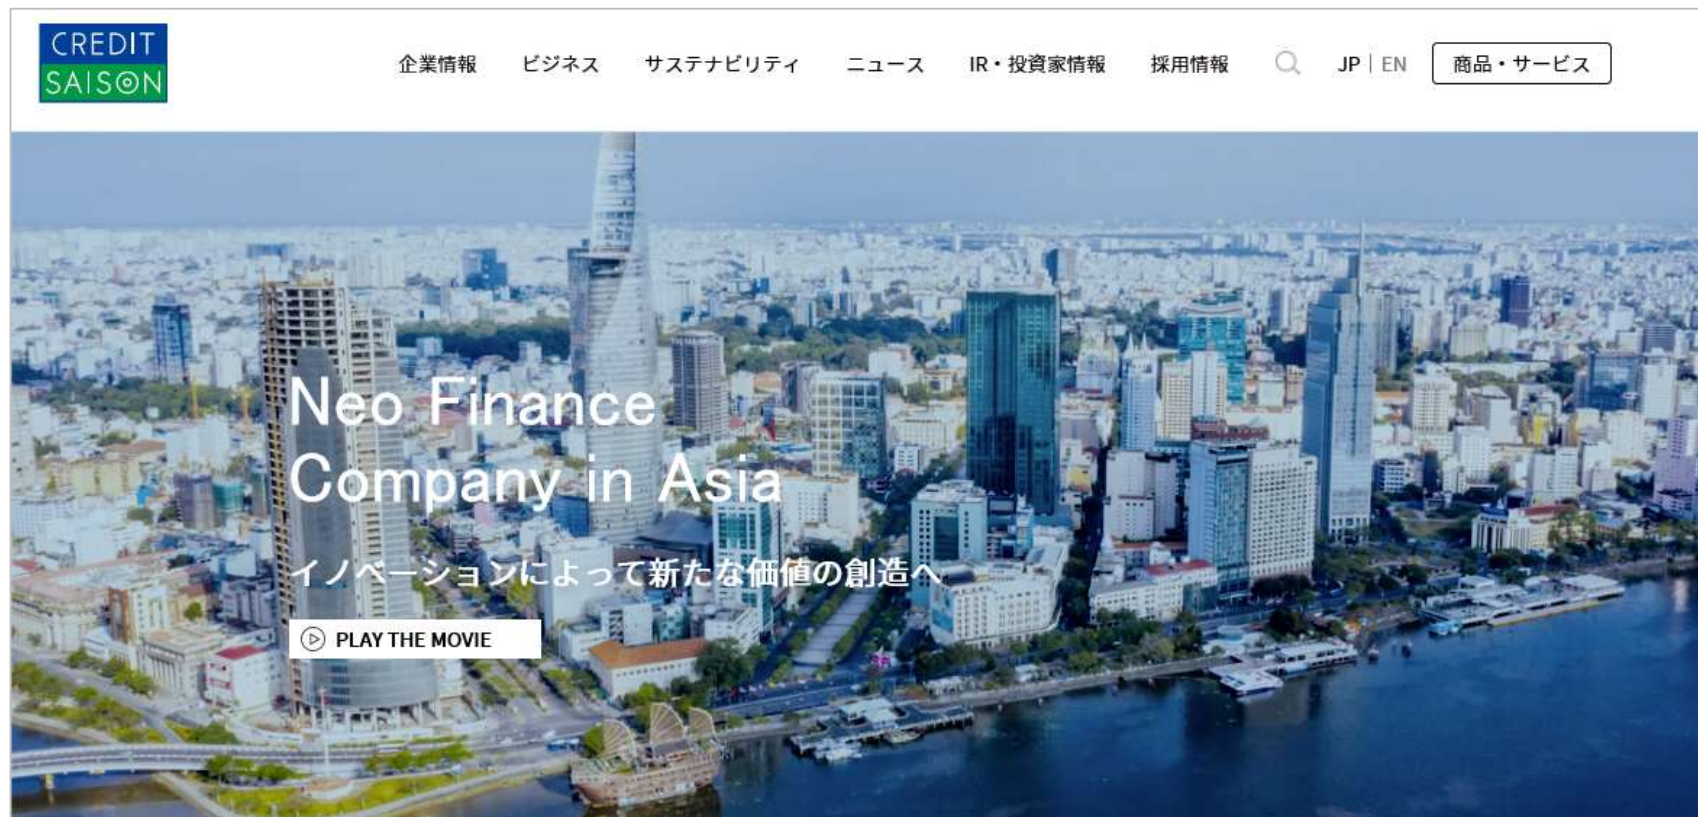 CREDIT
SAISON
企業情報 ビジネス サステナビリティ ニュース IR・投資家情報 採用情報 JP | EN 商品・サービス
Neo Finance
Company in Asia
イノベーションによって新たな価値の創造へ
PLAY THE MOVIE